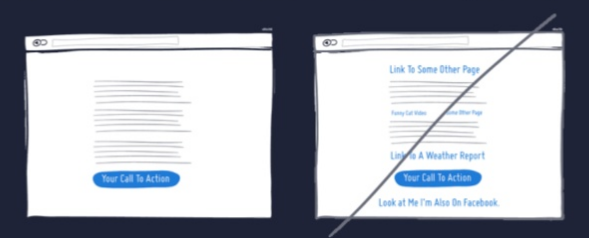 Your Call To Action
Link To Some Other Page
Funny Cat Video
Some Other Page
Link To A Weather Report
Your Call To Action
Look at Me I'm Also On Facebook.